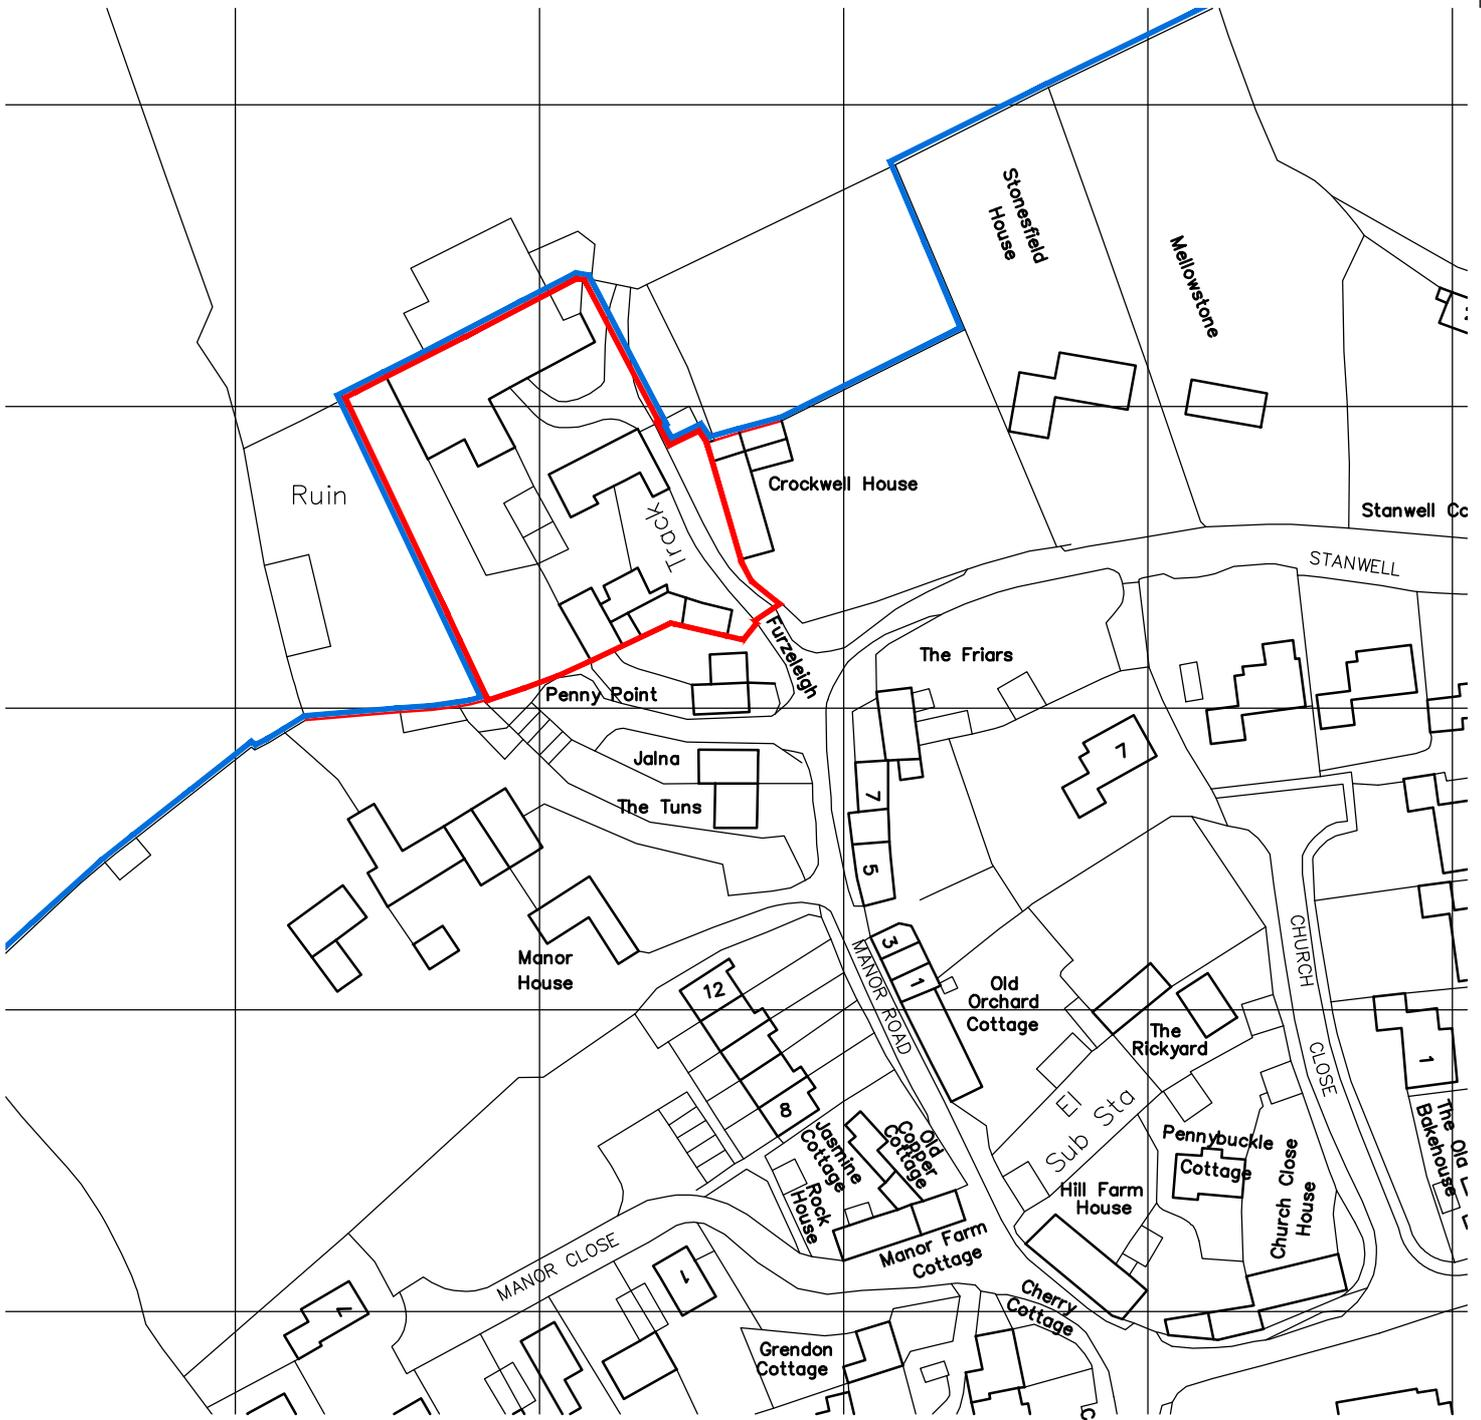 Stonesfield
House
Mellowstone
Ruin
Crockwell House
Stanwell Co
STANWELL
Track
Furzeleigh
The Friars
Penny Point
Jalna
The Tuns
7
7
5
3
1
MANOR ROAD
Manor
House
12
8
Old
Orchard
Cottage
The
Rickyard
CHURCH
CLOSE
1
El
Sub Sta
Jasmine
Cottage
Old
Copper
Cottage
Rock
House
Pennybuckle
Cottage
Church Close
House
The Old
Bakehouse
Hill Farm
House
Manor Farm
Cottage
MANOR CLOSE
1
7
Cherry
Cottage
Grendon
Cottage